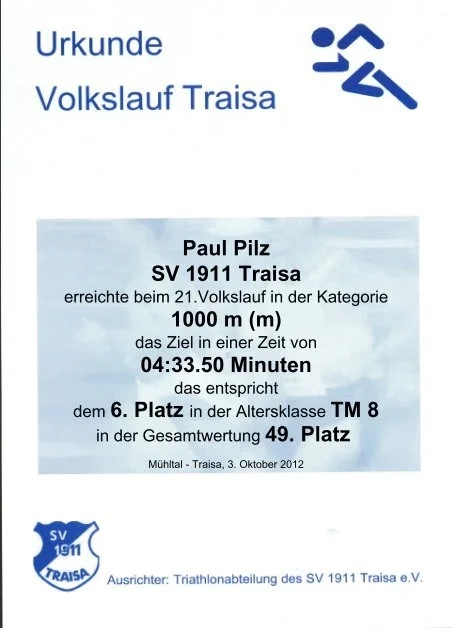 Urkunde
Volkslauf Traisa
Paul Pilz
SV 1911 Traisa
erreichte beim 21.Volkslauf in der Kategorie
1000 m (m)
das Ziel in einer Zeit von
04:33.50 Minuten
das entspricht
dem 6. Platz in der Altersklasse TM 8
in der Gesamtwertung 49. Platz
Mühltal - Traisa, 3. Oktober 2012
SV
1911
TRAISA
Ausrichter: Triathlonabteilung des SV 1911 Traisa e.V.